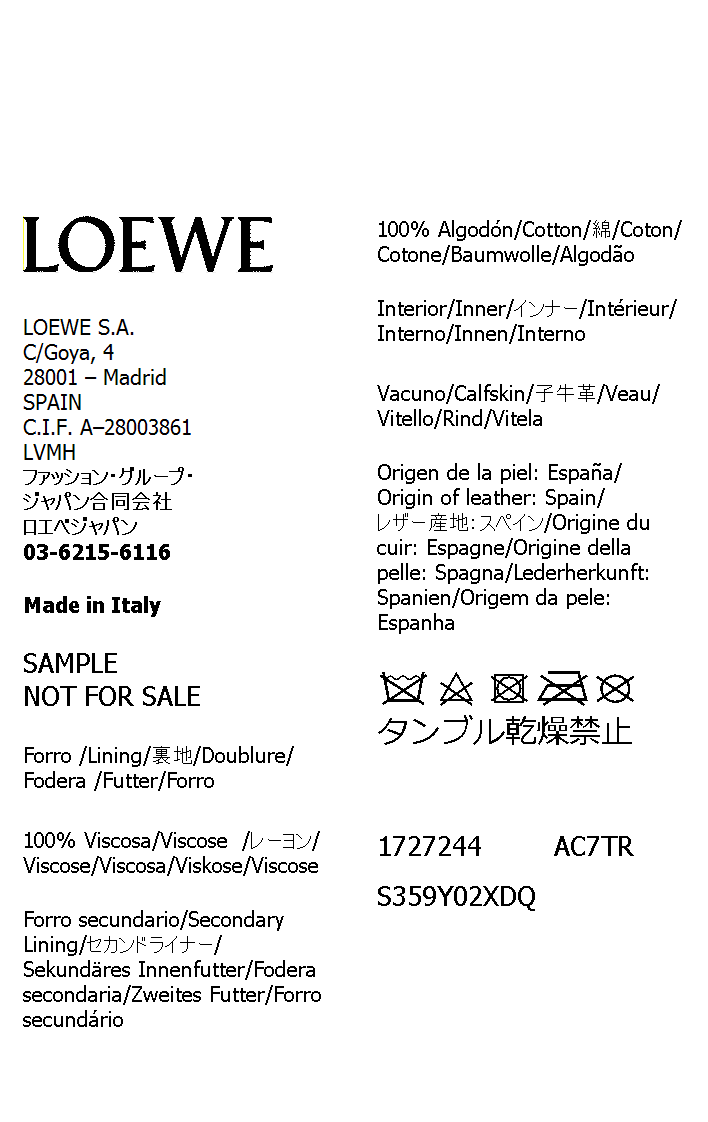 LOEWE
LOEWE S.A.
C/Goya, 4
28001 – Madrid
SPAIN
C.I.F. A–28003861
LVMH
ファッション・グループ・
ジャパン合同会社
ロエベジャパン
03-6215-6116
Made in Italy
SAMPLE
NOT FOR SALE
Forro /Lining/裏地/Doublure/
Fodera /Futter/Forro
100% Viscosa/Viscose /レーヨン/
Viscose/Viscosa/Viskose/Viscose
Forro secundario/Secondary
Lining/セカンドライナー/
Sekundäres Innenfutter/Fodera
secondaria/Zweites Futter/Forro
secundário
100% Algodón/Cotton/綿/Coton/
Cotone/Baumwolle/Algodão
Interior/Inner/インナー/Intérieur/
Interno/Innen/Interno
Vacuno/Calfskin/子牛革/Veau/
Vitello/Rind/Vitela
Origen de la piel: España/
Origin of leather: Spain/
レザー産地：スペイン/Origine du
cuir: Espagne/Origine della
pelle: Spagna/Lederherkunft:
Spanien/Origem da pele:
Espanha
タンブル乾燥禁止
1727244 AC7TR
S359Y02XDQ